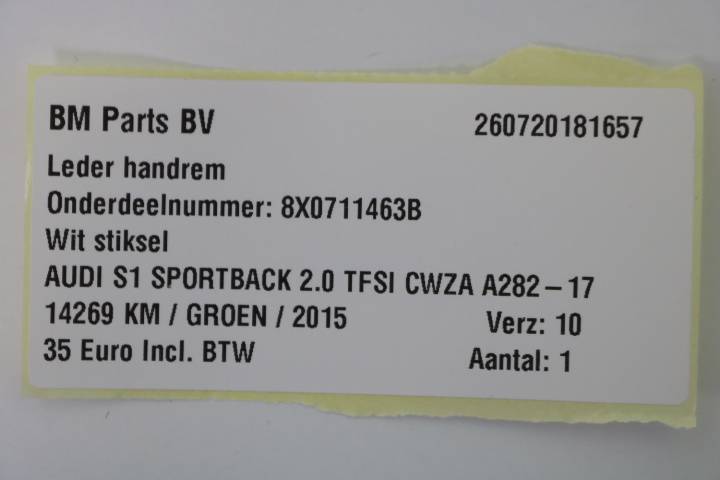 BM Parts BV 260720181657
Leder handrem
Onderdeelnummer: 8X0711463B
Wit stiksel
AUDI S1 SPORTBACK 2.0 TFSI CWZA A282-17
14269 KM / GROEN / 2015 Verz: 10
35 Euro Incl. BTW Aantal: 1